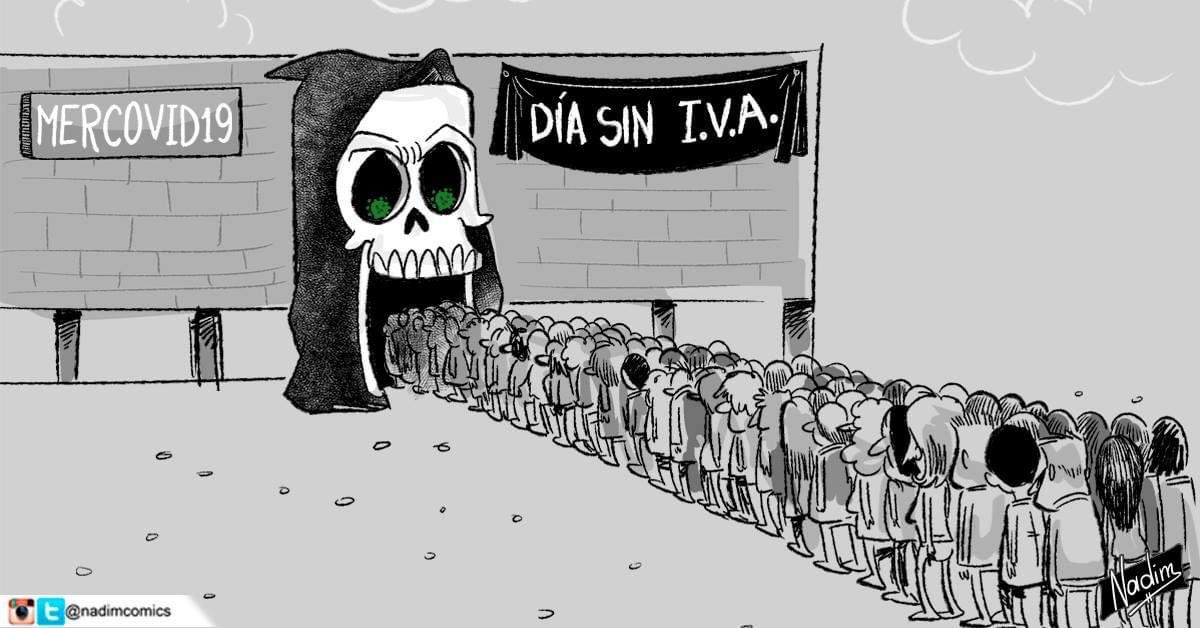 MERCOVID19
DÍA SIN I.V.A.
Nadim
@nadimcomics